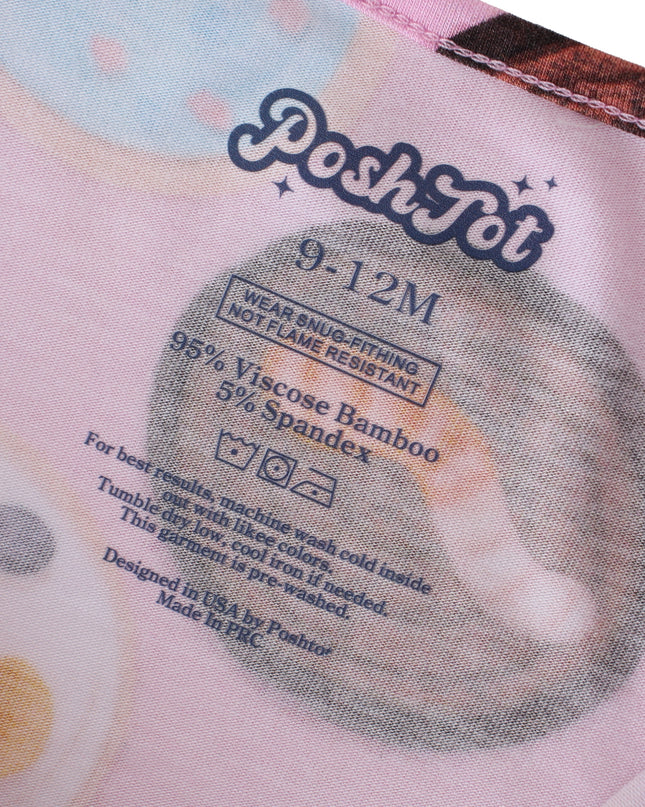 PoshTot
9-12M
WEAR SNUG-FITHING
NOT FLAME RESISTANT
95% Viscose Bamboo
5% Spandex
For best results, machine wash cold inside
out with likee colors.
Tumble dry low, cool iron if needed.
This garment is pre-washed.
Designed in USA by Poshtot
Made In PRC